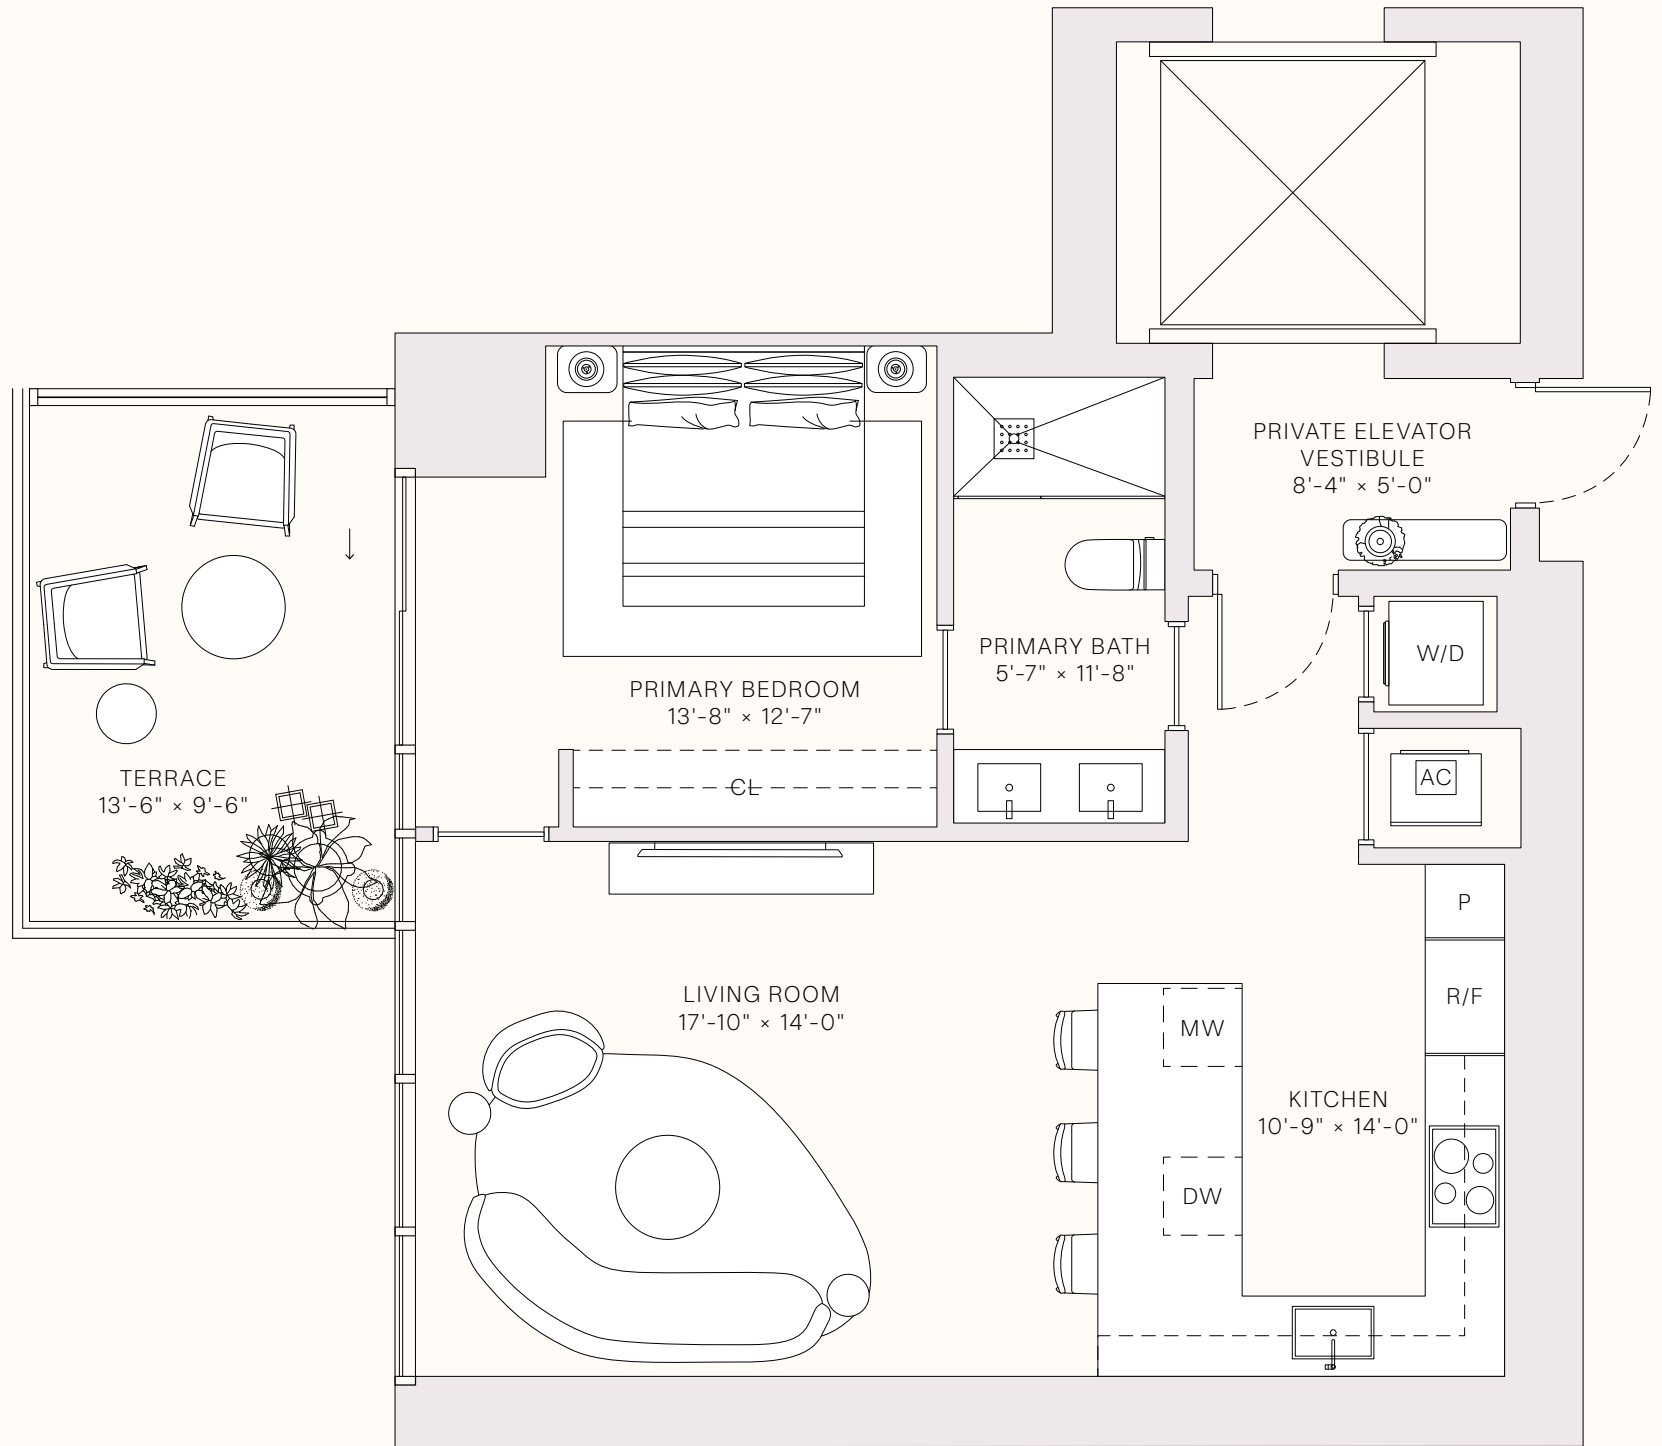 PRIVATE ELEVATOR
VESTIBULE
8'-4" × 5'-0"
W/D
PRIMARY BATH
5'-7" × 11'-8"
PRIMARY BEDROOM
13'-8" × 12'-7"
TERRACE
13'-6" × 9'-6"
CL
AC
P
LIVING ROOM
17'-10" × 14'-0"
R/F
MW
KITCHEN
10'-9" × 14'-0"
DW